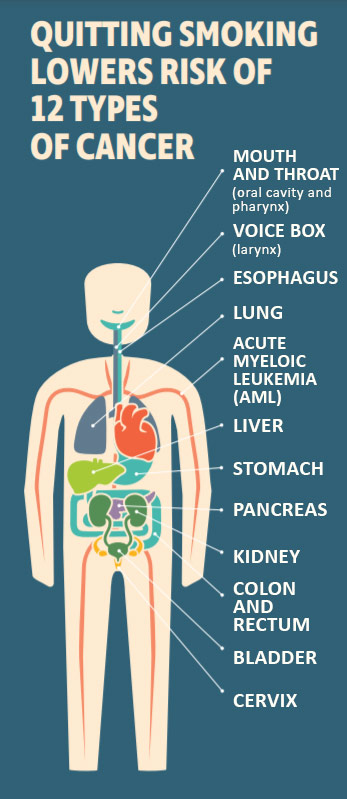 QUITTING SMOKING
LOWERS RISK OF
12 TYPES
OF CANCER
MOUTH
AND THROAT
(oral cavity and
pharynx)
VOICE BOX
(larynx)
ESOPHAGUS
LUNG
ACUTE
MYELOIC
LEUKEMIA
(AML)
LIVER
STOMACH
PANCREAS
KIDNEY
COLON
AND
RECTUM
BLADDER
CERVIX